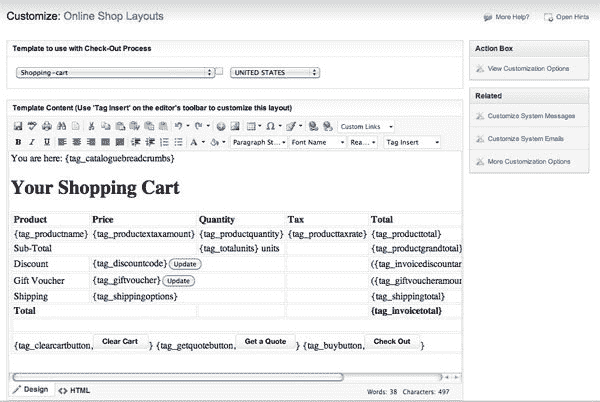 Customize: Online Shop Layouts
More Help? Open Hints
Template to use with Check-Out Process
Shopping-cart UNITED STATES
Template Content (Use 'Tag Insert' on the editor's toolbar to customize this layout)
Custom Links
B I U Paragraph St... Font Name Rea... Tag Insert
You are here: {tag_cataloguebreadcrumbs}
Your Shopping Cart
Product Price Quantity Tax Total
{tag_productname} {tag_productextaxamount} {tag_productquantity} {tag_producttaxrate} {tag_producttotal}
Sub-Total {tag_totalunits} units {tag_productgrandtotal}
Discount {tag_discountcode} Update ({tag_invoicediscountar
Gift Voucher {tag_giftvoucher} Update ({tag_giftvoucheramour
Shipping {tag_shippingoptions} {tag_shippingtotal}
Total {tag_invoicetotal}
{tag_clearcartbutton, Clear Cart } {tag_getquotebutton, Get a Quote } {tag_buybutton, Check Out }
Design <> HTML Words: 38 Characters: 497
Action Box
View Customization Options
Related
Customize System Messages
Customize System Emails
More Customization Options